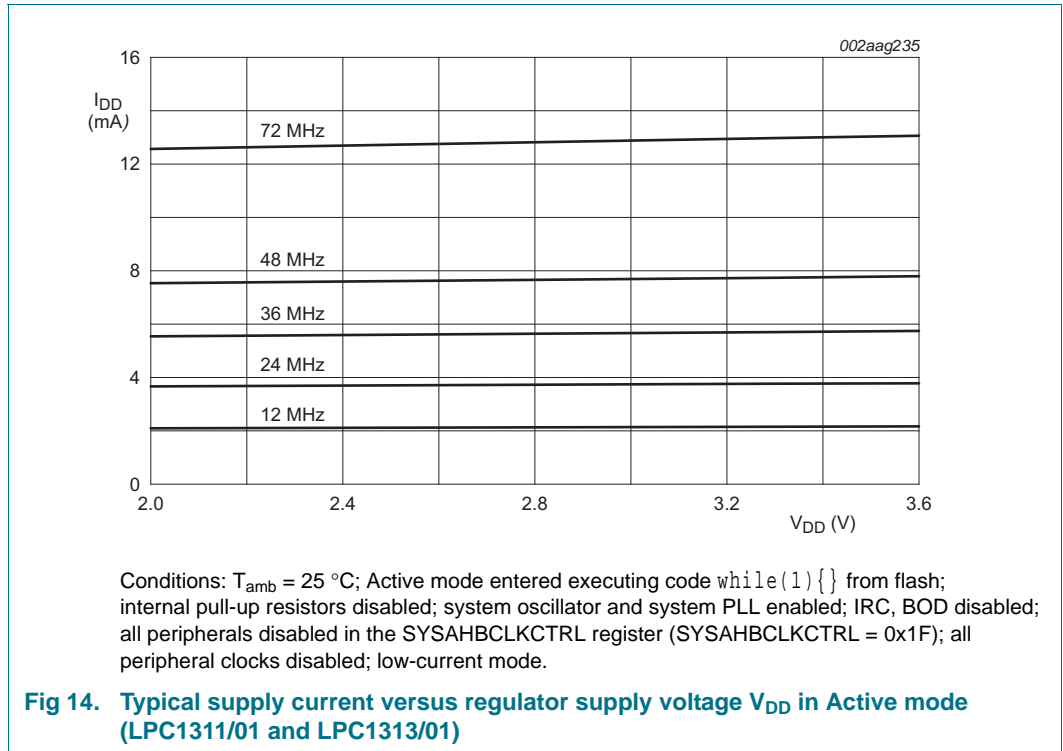 002aag235
16
I_DD
(mA)
72 MHz
12
48 MHz
8
36 MHz
24 MHz
4
12 MHz
0
2.0 2.4 2.8 3.2 3.6
V_DD (V)
Conditions: T_amb = 25 °C; Active mode entered executing code while(1){} from flash;
internal pull-up resistors disabled; system oscillator and system PLL enabled; IRC, BOD disabled;
all peripherals disabled in the SYSAHBCLKCTRL register (SYSAHBCLKCTRL = 0x1F); all
peripheral clocks disabled; low-current mode.
Fig 14. Typical supply current versus regulator supply voltage V_DD in Active mode
(LPC1311/01 and LPC1313/01)